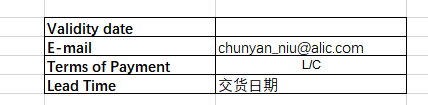 Validity date
E-mail chunyan_niu@alic.com
Terms of Payment L/C
Lead Time 交货日期